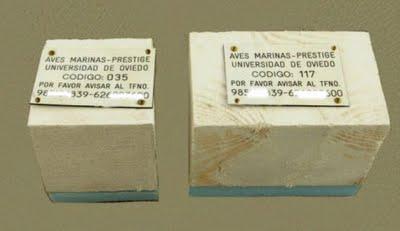 AVES MARINAS-PRESTIGE
UNIVERSIDAD DE OVIEDO
CODIGO: 035
POR FAVOR AVISAR AL TFNO.
AVES MARINAS-PRESTIGE
UNIVERSIDAD DE OVIEDO
CODIGO: 117
POR FAVOR AVISAR AL TFNO.